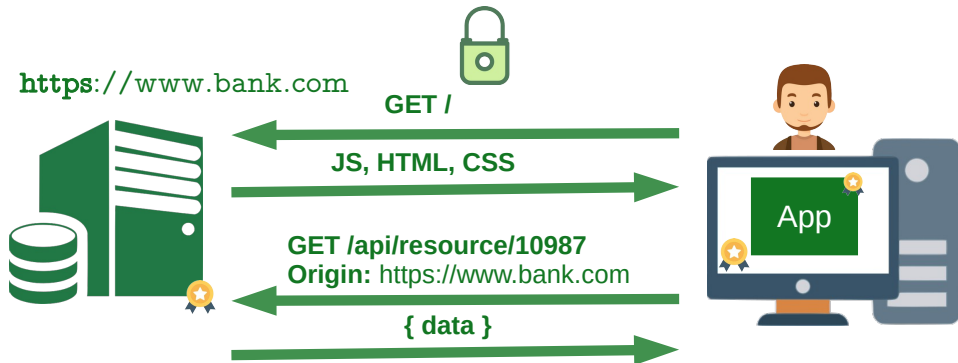 https://www.bank.com
GET /
JS, HTML, CSS
App
GET /api/resource/10987
Origin: https://www.bank.com
{ data }